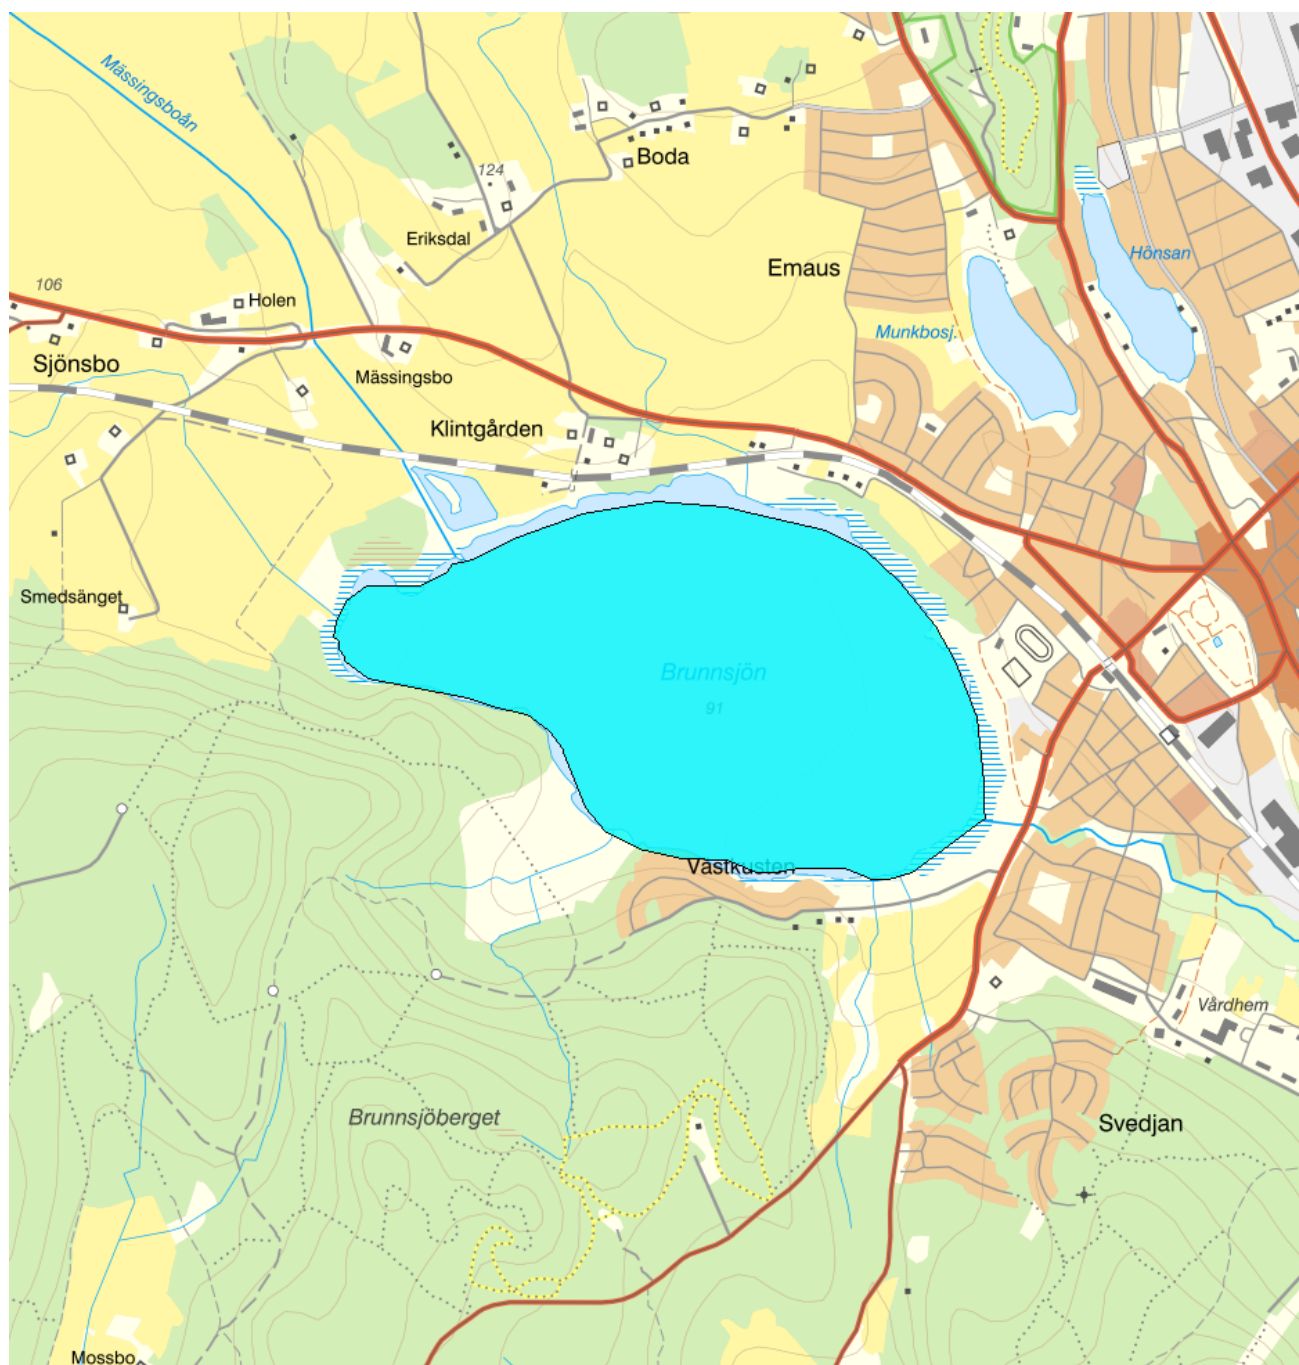 Mässingsboån
Boda
124
Eriksdal
Hönsan
Emaus
106
Holen
Munkbosj.
Sjönsbo
Mässingsbo
Klintgården
Smedsänget
Brunnsjön
91
Västkusten
Vårdhem
Brunnsjöberget
Svedjan
Mossbo